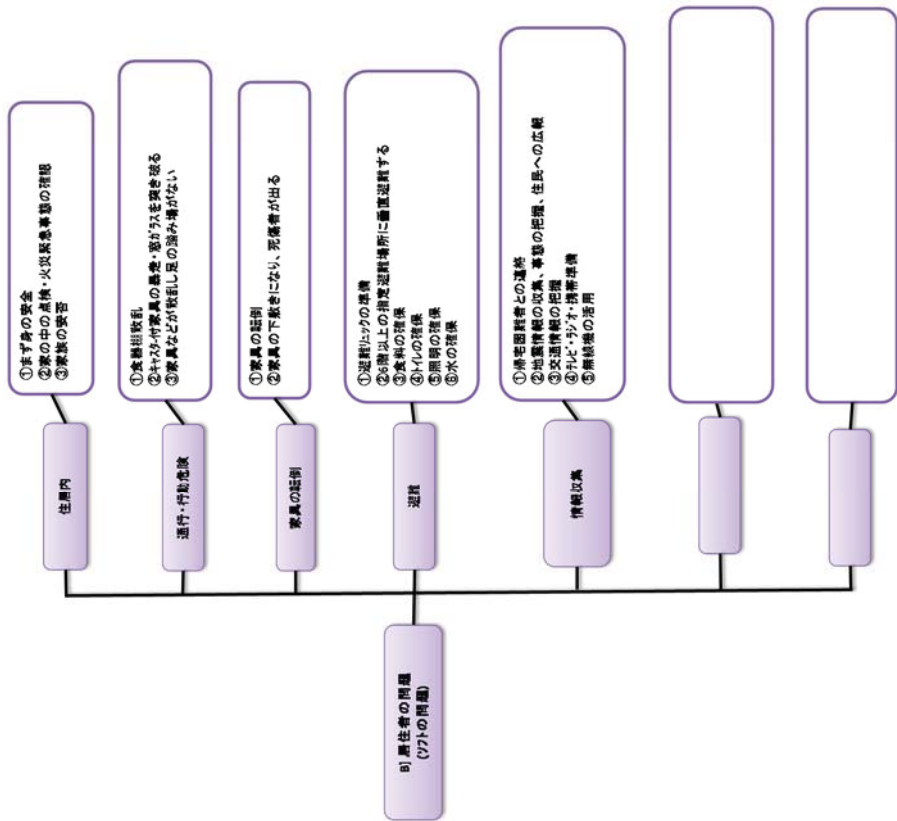 B] 居住者の問題
(ソフトの問題)
住居内
①まず身の安全
②家の中の点検・火災緊急事態の確認
③家族の安否
通行・行動危険
①食器棚散乱
②キャスター付家具の暴走・窓ガラスを突き破る
③家具などが散乱し足の踏み場がない
家具の転倒
①家具の転倒
②家具の下敷きになり、死傷者が出る
避難
①避難リュックの準備
②6階以上の指定避難場所に垂直避難する
③食料の確保
④トイレの確保
⑤照明の確保
⑥水の確保
情報収集
①帰宅困難者との連絡
②地震情報の収集、事態の把握、住民への広報
③交通情報の把握
④テレビ・ラジオ・携帯準備
⑤無線機の活用